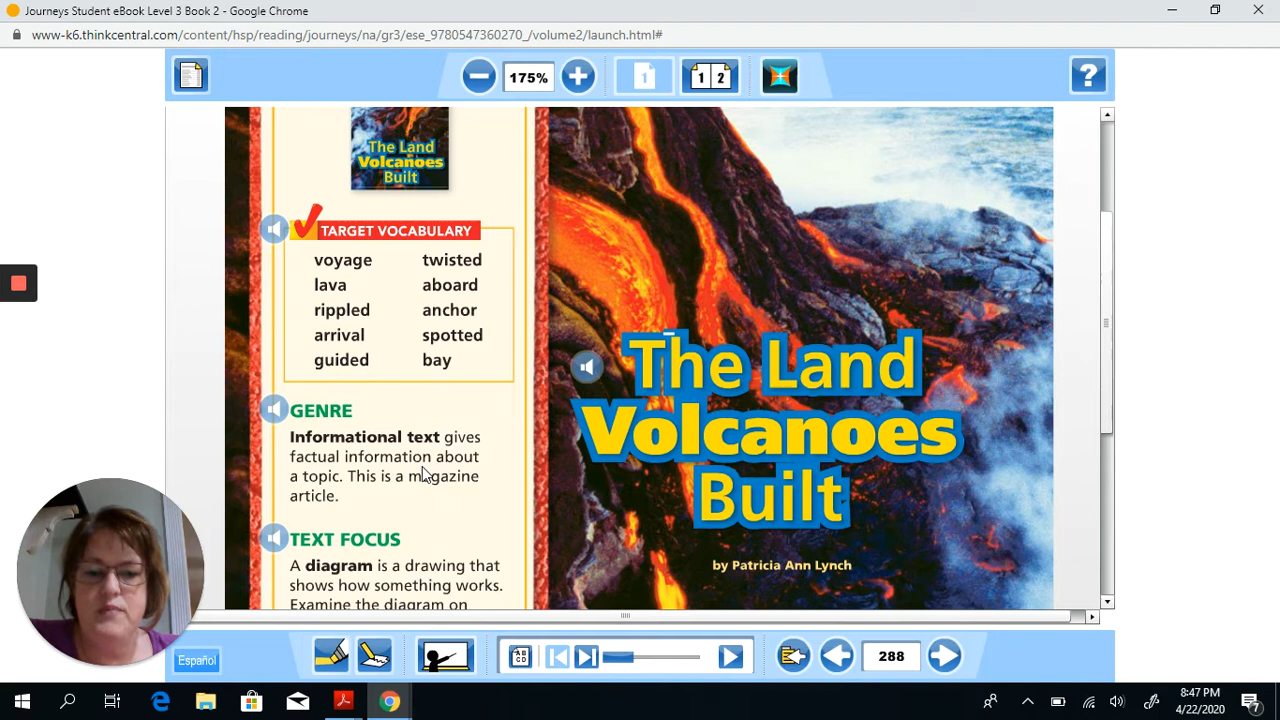 Journeys Student eBook Level 3 Book 2 - Google Chrome
www-k6.thinkcentral.com/content/hsp/reading/journeys/na/gr3/ese_9780547360270_/volume2/launch.html#
175%
1
1 2
?
The Land
Volcanoes
Built
TARGET VOCABULARY
voyage twisted
lava aboard
rippled anchor
arrival spotted
guided bay
GENRE
Informational text gives
factual information about
a topic. This is a magazine
article.
TEXT FOCUS
A diagram is a drawing that
shows how something works.
Examine the diagram on
The Land
Volcanoes
Built
by Patricia Ann Lynch
Español
AB
CD
288
8:47 PM
4/22/2020
7